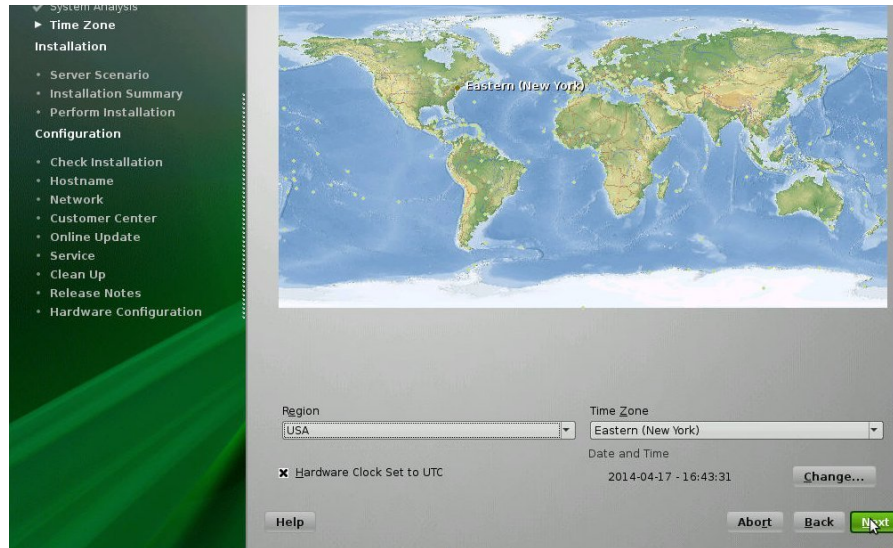 System Analysis
Time Zone
Installation
Server Scenario
Installation Summary
Perform Installation
Configuration
Check Installation
Hostname
Network
Customer Center
Online Update
Service
Clean Up
Release Notes
Hardware Configuration
Eastern (New York)
Region
USA
Time Zone
Eastern (New York)
Hardware Clock Set to UTC
Date and Time
2014-04-17 - 16:43:31
Change...
Help
Abort
Back
Next